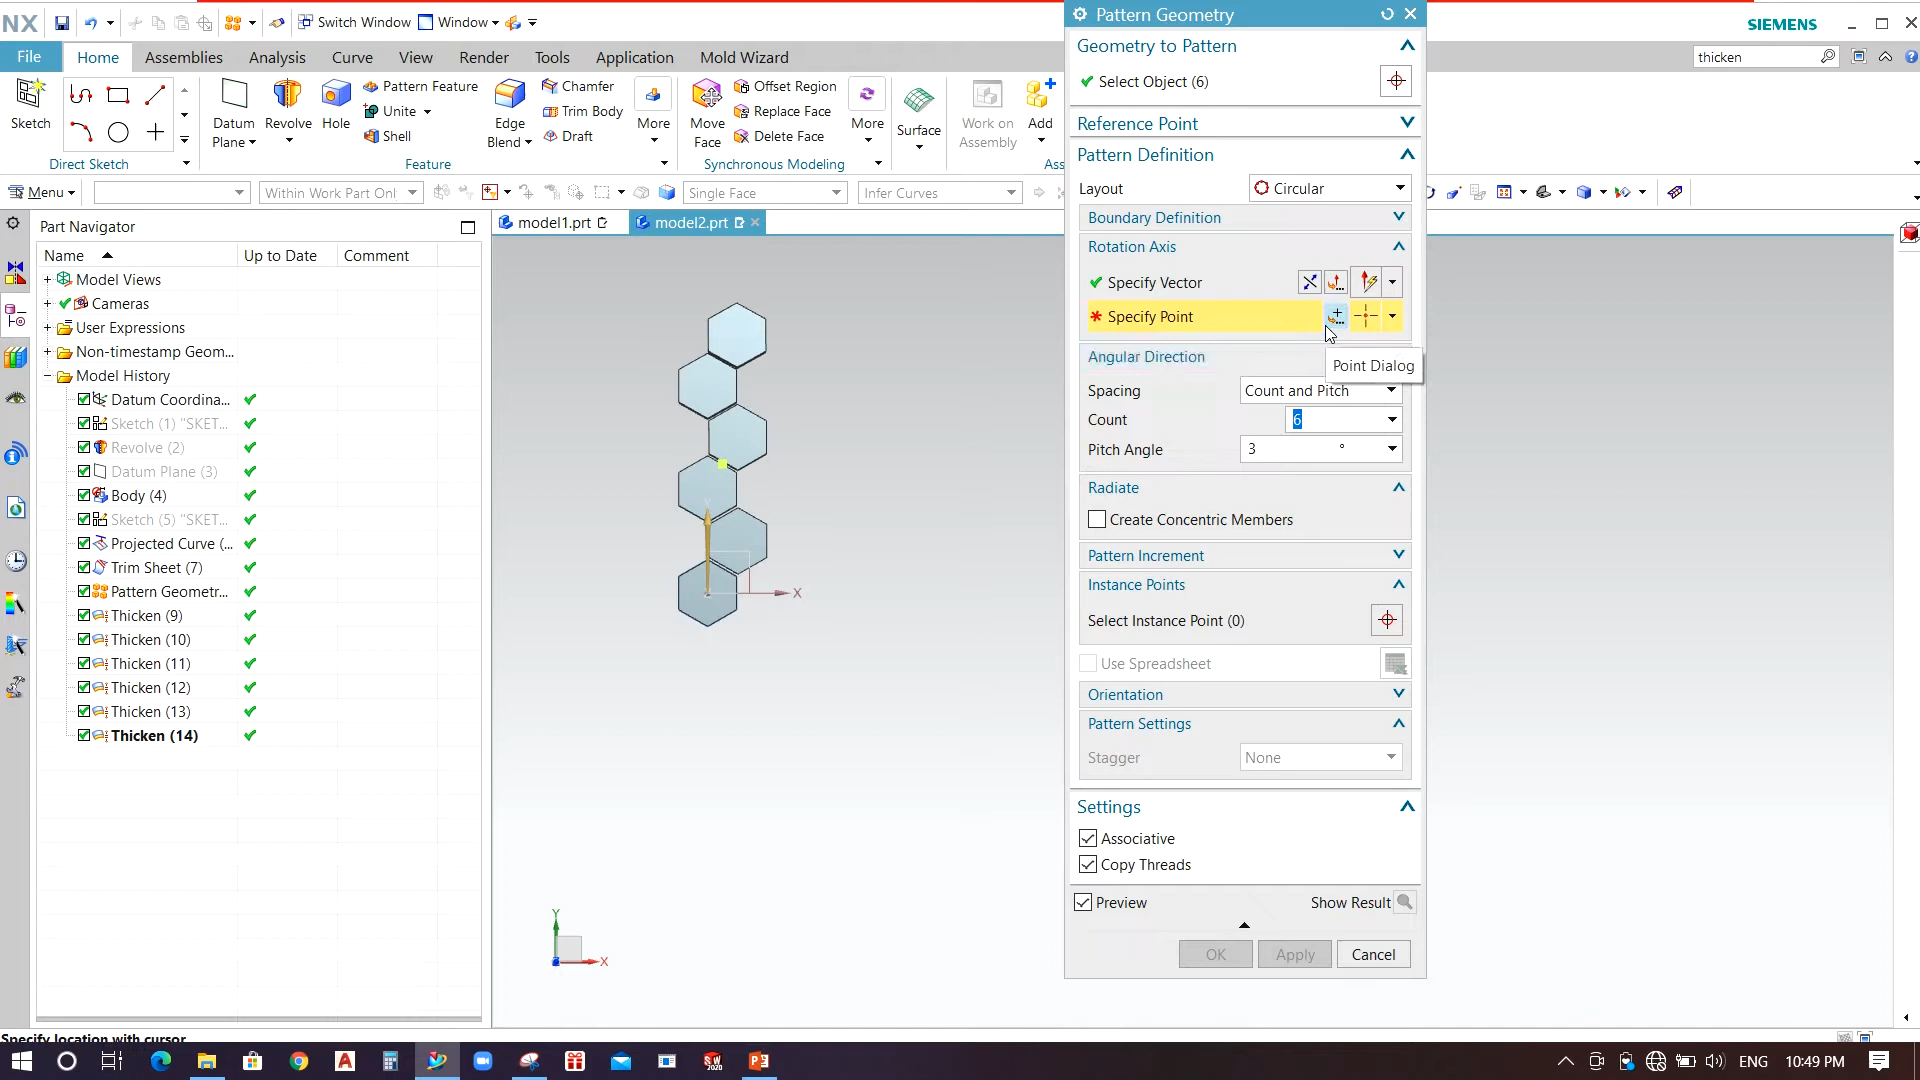 NX
Switch Window
Window
SIEMENS
File
Home
Assemblies
Analysis
Curve
View
Render
Tools
Application
Mold Wizard
thicken
Sketch
Direct Sketch
Datum Plane
Revolve
Hole
Pattern Feature
Unite
Shell
Edge Blend
Chamfer
Trim Body
Draft
More
Feature
Move Face
Offset Region
Replace Face
Delete Face
More
Synchronous Modeling
Surface
Work on Assembly
Add
Ass
Menu
Within Work Part Onl
Single Face
Infer Curves
Part Navigator
model1.prt
model2.prt
Name
Up to Date
Comment
Model Views
Cameras
User Expressions
Non-timestamp Geom...
Model History
Datum Coordina...
Sketch (1) "SKET...
Revolve (2)
Datum Plane (3)
Body (4)
Sketch (5) "SKET...
Projected Curve (...
Trim Sheet (7)
Pattern Geometr...
Thicken (9)
Thicken (10)
Thicken (11)
Thicken (12)
Thicken (13)
Thicken (14)
Y
X
Y
X
Pattern Geometry
Geometry to Pattern
Select Object (6)
Reference Point
Pattern Definition
Layout
Circular
Boundary Definition
Rotation Axis
Specify Vector
* Specify Point
Point Dialog
Angular Direction
Spacing
Count and Pitch
Count
6
Pitch Angle
3
°
Radiate
Create Concentric Members
Pattern Increment
Instance Points
Select Instance Point (0)
Use Spreadsheet
Orientation
Pattern Settings
Stagger
None
Settings
Associative
Copy Threads
Preview
Show Result
OK
Apply
Cancel
Specify location with cursor
ENG
10:49 PM